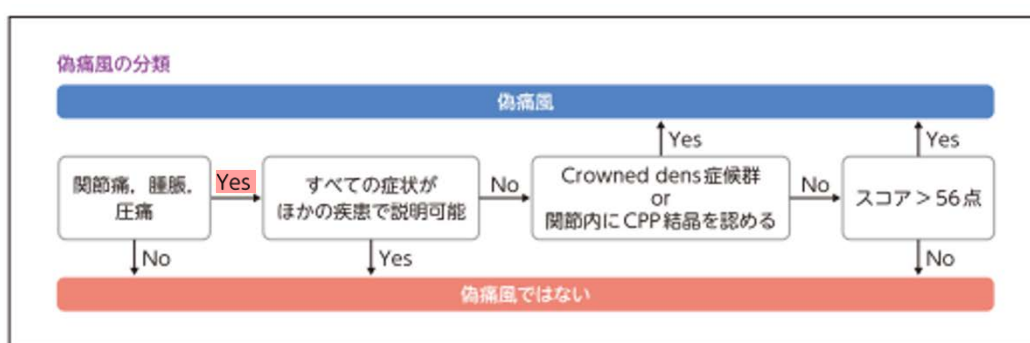 偽痛風の分類
偽痛風
Yes
Yes
関節痛,腫脹,
圧痛
Yes
すべての症状が
ほかの疾患で説明可能
No
Crowned dens症候群
or
関節内にCPP結晶を認める
No
スコア>56点
No
Yes
No
偽痛風ではない